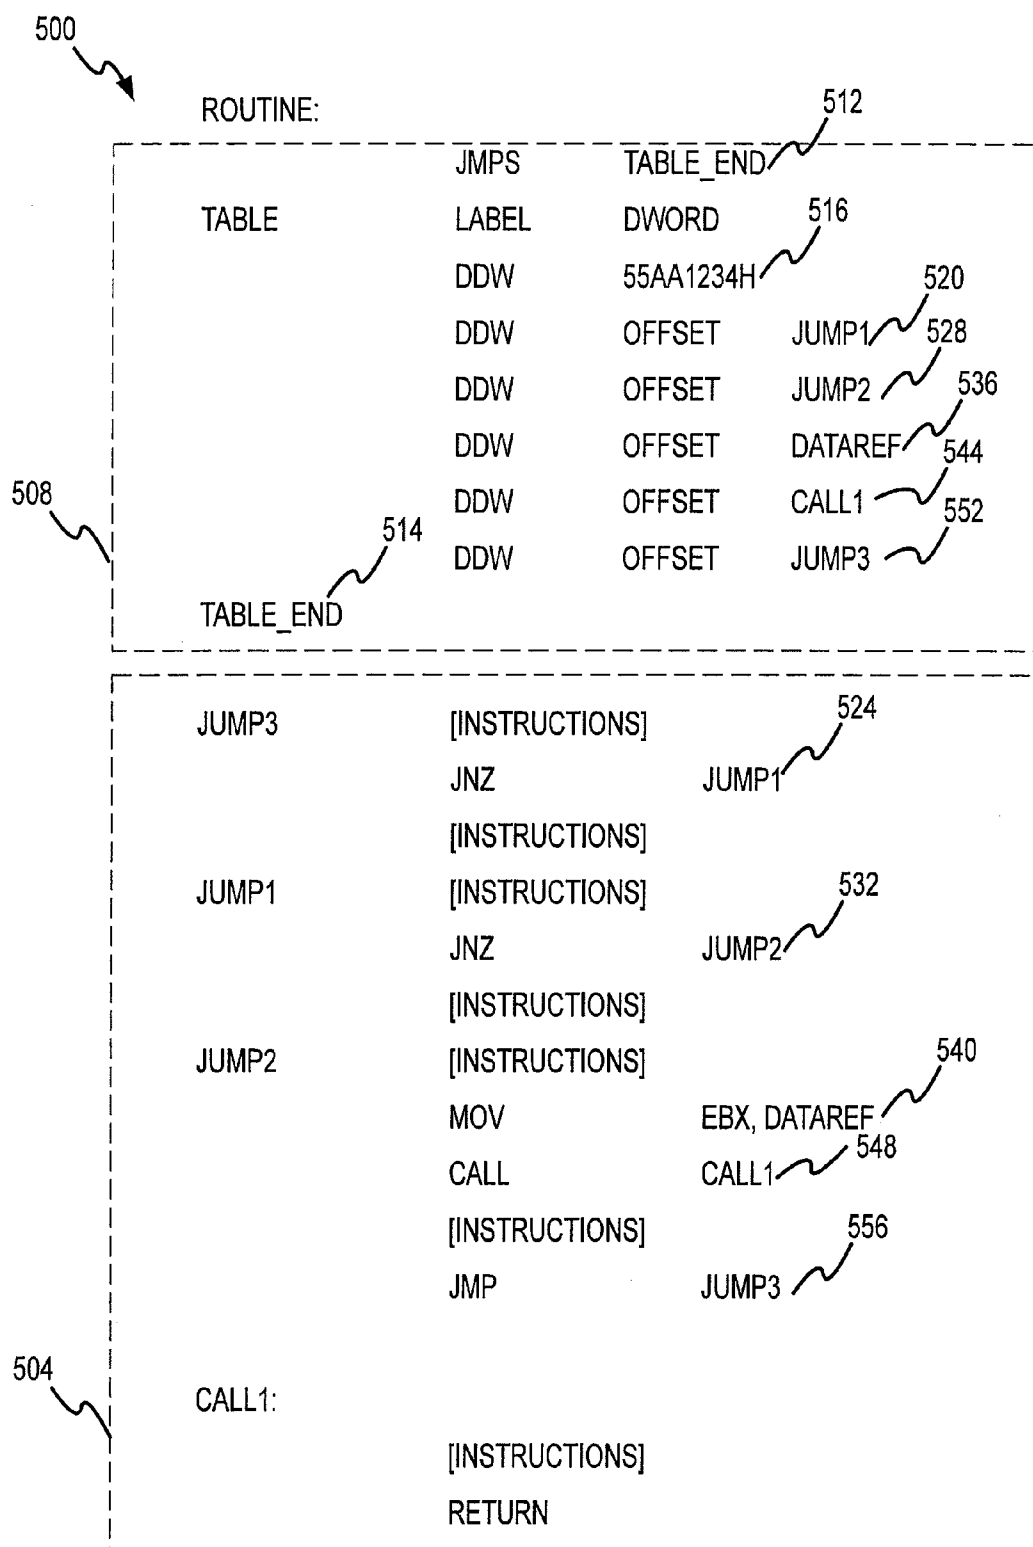 500
ROUTINE:
512
JMPS TABLE_END
TABLE LABEL DWORD
516
DDW 55AA1234H
520
DDW OFFSET JUMP1
528
DDW OFFSET JUMP2
536
DDW OFFSET DATAREF
544
508
DDW OFFSET CALL1
552
514
DDW OFFSET JUMP3
TABLE_END
524
JUMP3 [INSTRUCTIONS]
JNZ JUMP1
[INSTRUCTIONS]
532
JUMP1 [INSTRUCTIONS]
JNZ JUMP2
[INSTRUCTIONS]
540
JUMP2 [INSTRUCTIONS]
MOV EBX, DATAREF
548
CALL CALL1
[INSTRUCTIONS]
556
JMP JUMP3
504
CALL1:
[INSTRUCTIONS]
RETURN